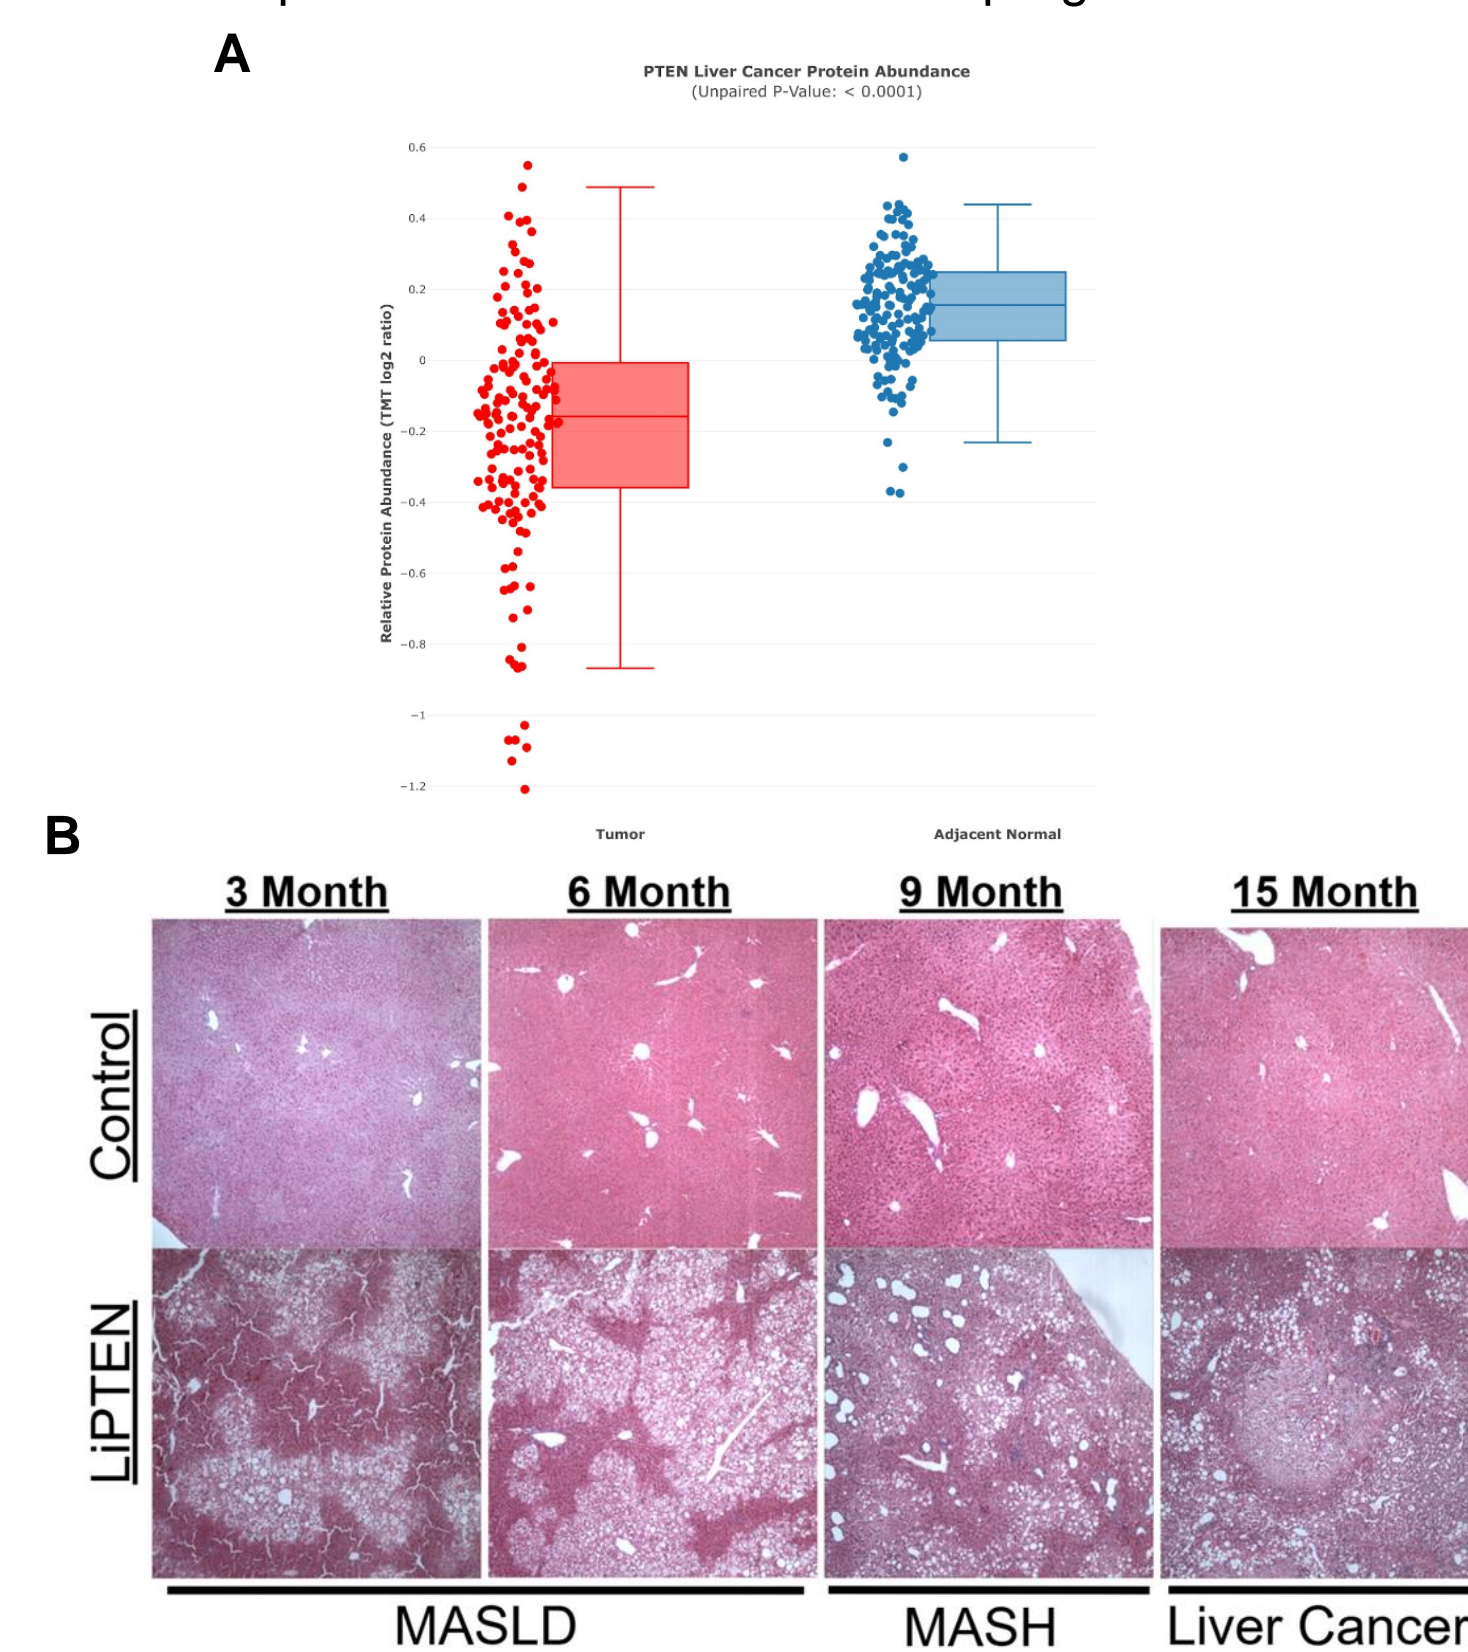 A
PTEN Liver Cancer Protein Abundance
(Unpaired P-Value: < 0.0001)
Relative Protein Abundance (TMT log2 ratio)
0.6
0.4
0.2
0
−0.2
−0.4
−0.6
−0.8
−1
−1.2
Tumor
Adjacent Normal
B
3 Month
6 Month
9 Month
15 Month
Control
LiPTEN
MASLD
MASH
Liver Cancer